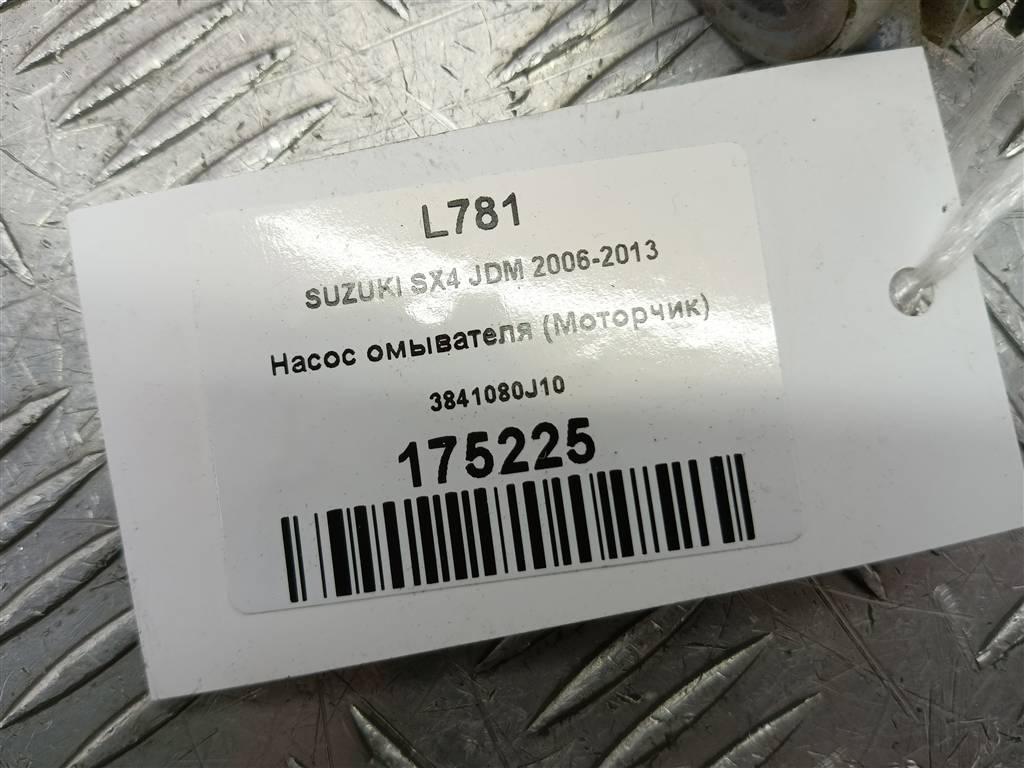 L781
SUZUKI SX4 JDM 2006-2013
Насос омывателя (Моторчик)
3841080J10
175225